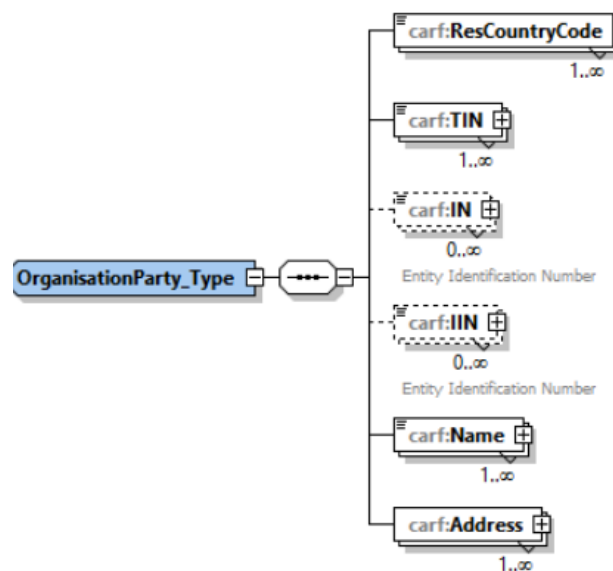 carf:ResCountryCode
1..∞
carf:TIN
1..∞
carf:IN
0..∞
Entity Identification Number
OrganisationParty_Type
carf:IIN
0..∞
Entity Identification Number
carf:Name
1..∞
carf:Address
1..∞